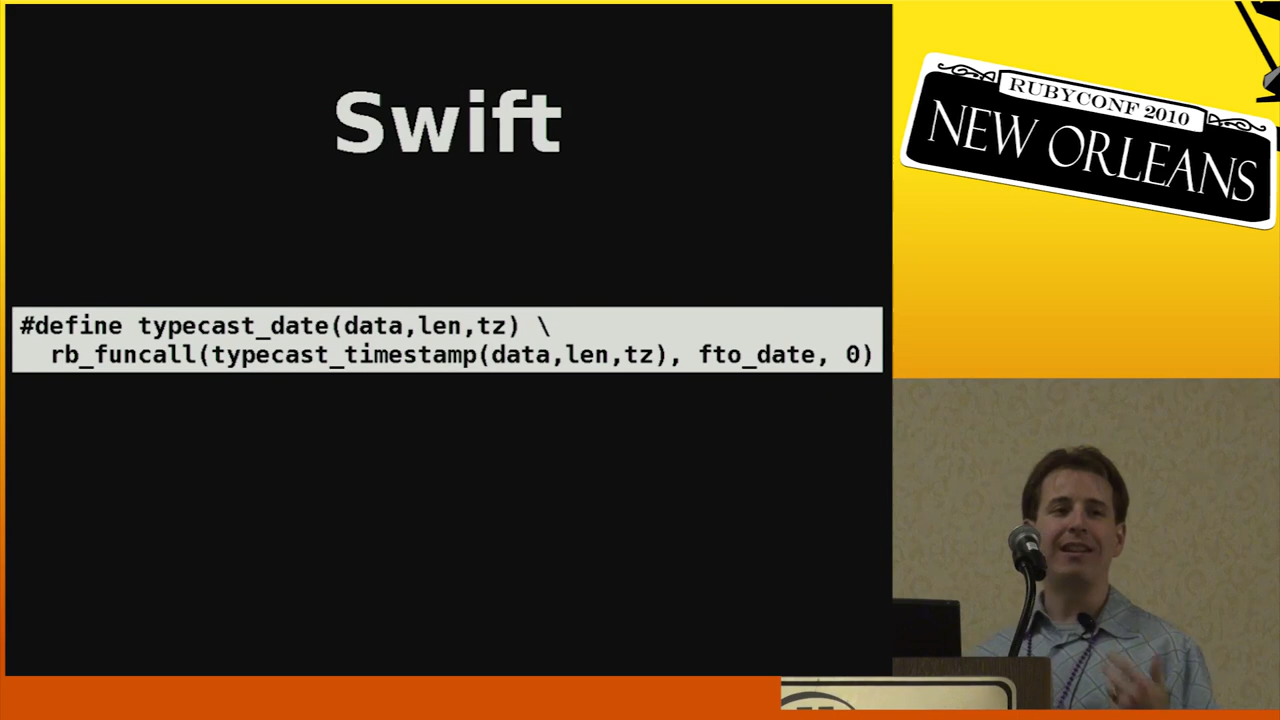 Swift
#define typecast_date(data,len,tz) \
rb_funcall(typecast_timestamp(data,len,tz), fto_date, 0)
RUBYCONF 2010
NEW ORLEANS